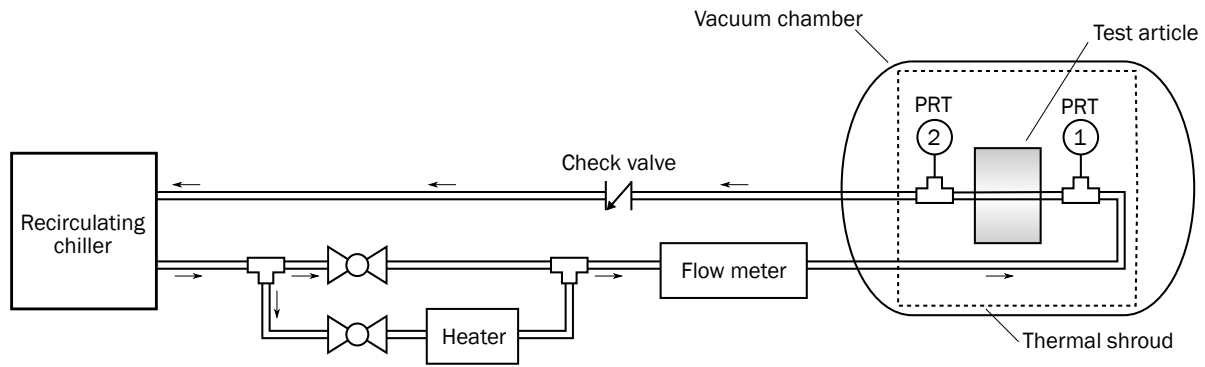 Vacuum chamber
Test article
PRT
PRT
2
1
Check valve
Recirculating
chiller
Flow meter
Heater
Thermal shroud